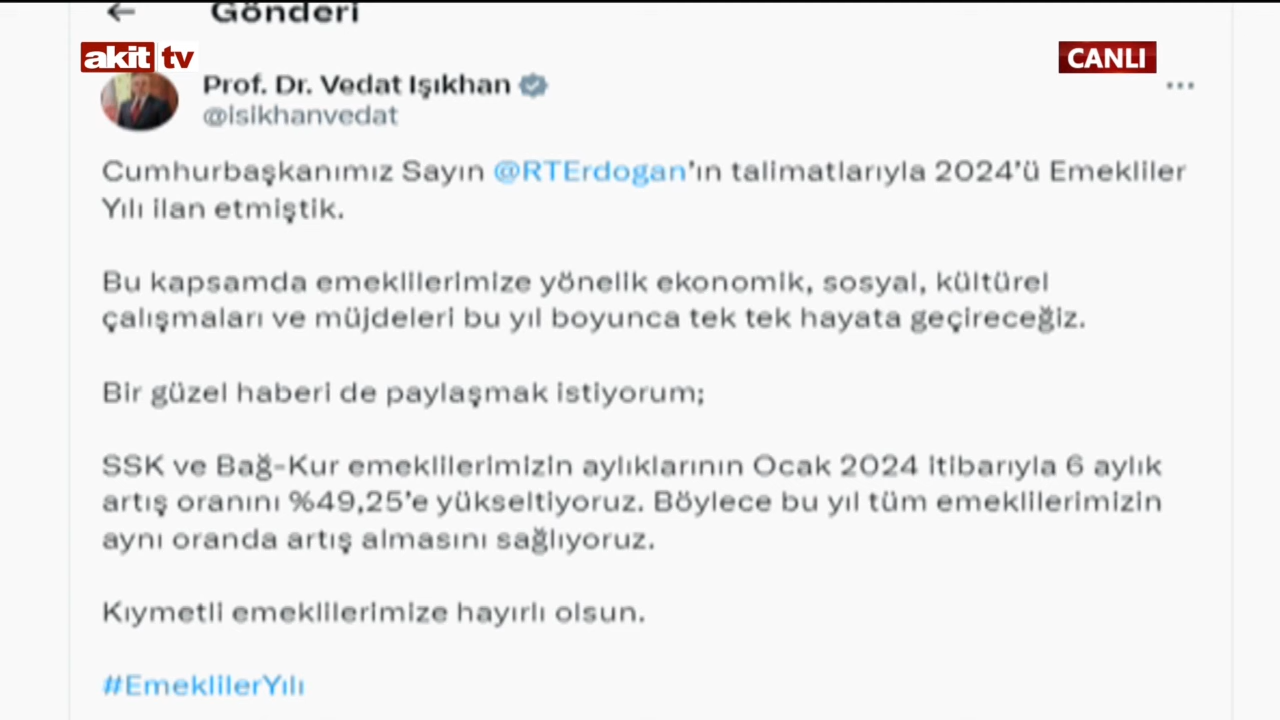 Gönderi
akit tv
CANLI
Prof. Dr. Vedat Işıkhan
@isikhanvedat
Cumhurbaşkanımız Sayın @RTErdogan'ın talimatlarıyla 2024'ü Emekliler
Yılı ilan etmiştik.
Bu kapsamda emeklilerimize yönelik ekonomik, sosyal, kültürel
çalışmaları ve müjdeleri bu yıl boyunca tek tek hayata geçireceğiz.
Bir güzel haberi de paylaşmak istiyorum;
SSK ve Bağ-Kur emeklilerimizin aylıklarının Ocak 2024 itibarıyla 6 aylık
artış oranını %49,25'e yükseltiyoruz. Böylece bu yıl tüm emeklilerimizin
aynı oranda artış almasını sağlıyoruz.
Kıymetli emeklilerimize hayırlı olsun.
#EmeklilerYılı